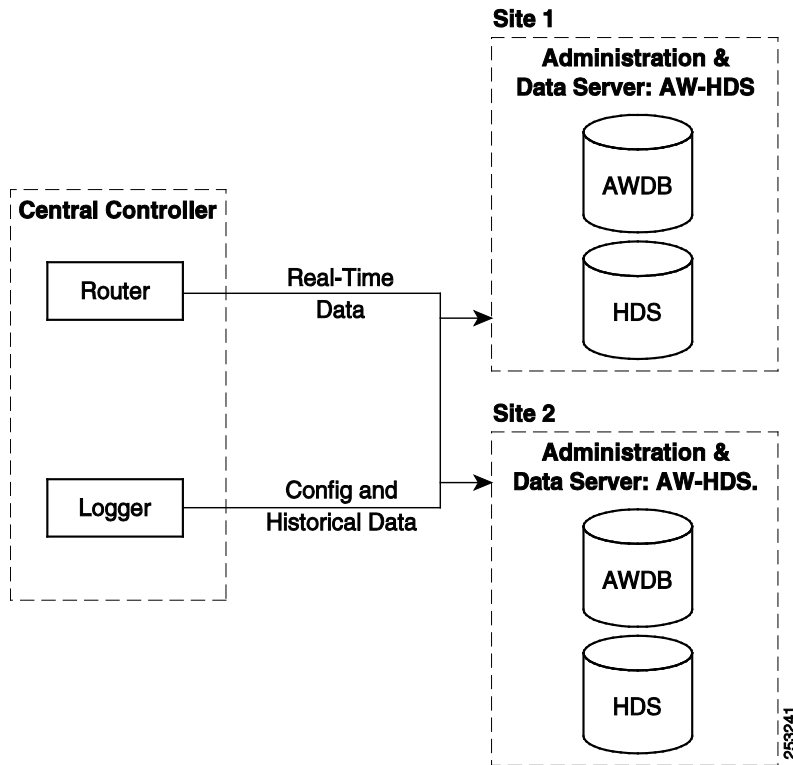 Site 1
Administration &
Data Server: AW-HDS
AWDB
HDS
Central Controller
Router
Real-Time
Data
Logger
Config and
Historical Data
Site 2
Administration &
Data Server: AW-HDS.
AWDB
HDS
253241